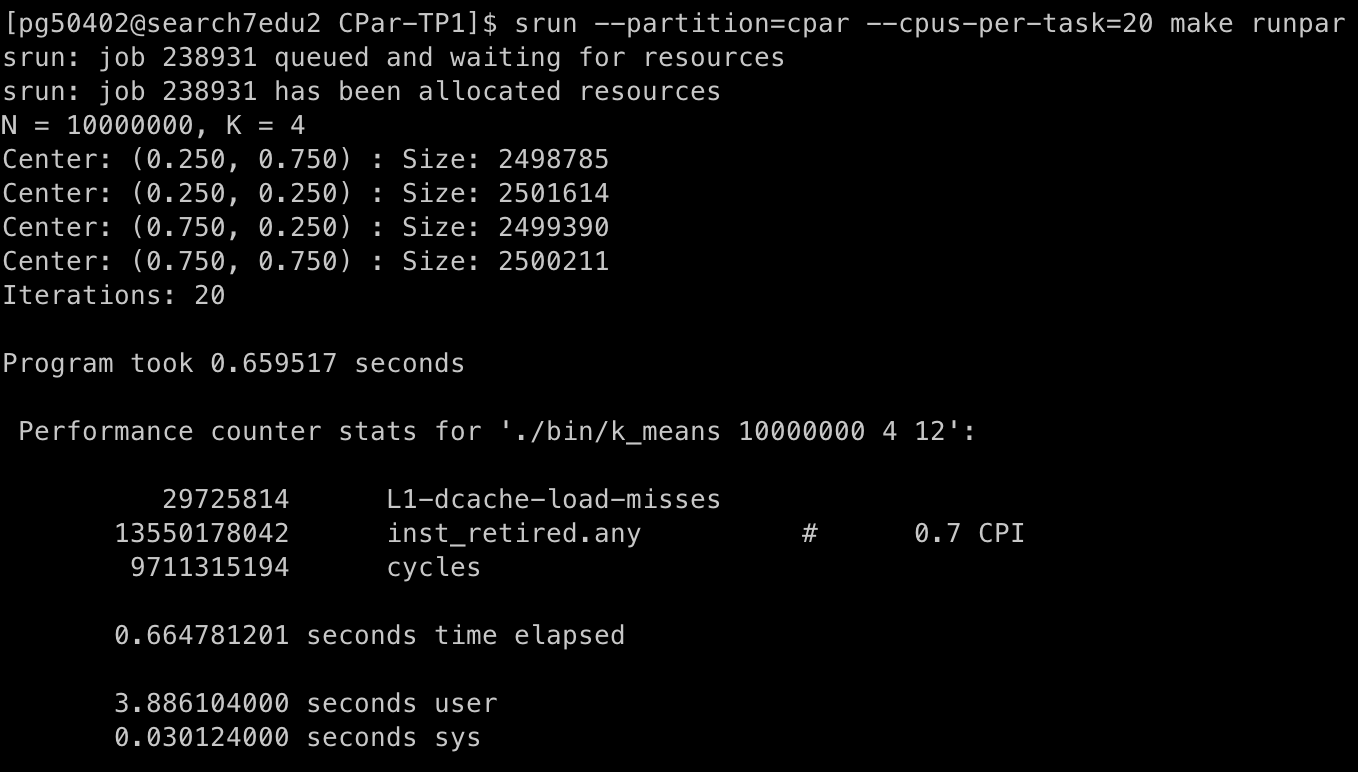 [pg50402@search7edu2 CPar-TP1]$ srun --partition=cpar --cpus-per-task=20 make runpar
srun: job 238931 queued and waiting for resources
srun: job 238931 has been allocated resources
N = 10000000, K = 4
Center: (0.250, 0.750) : Size: 2498785
Center: (0.250, 0.250) : Size: 2501614
Center: (0.750, 0.250) : Size: 2499390
Center: (0.750, 0.750) : Size: 2500211
Iterations: 20
Program took 0.659517 seconds
Performance counter stats for './bin/k_means 10000000 4 12':
29725814 L1-dcache-load-misses
13550178042 inst_retired.any # 0.7 CPI
9711315194 cycles
0.664781201 seconds time elapsed
3.886104000 seconds user
0.030124000 seconds sys